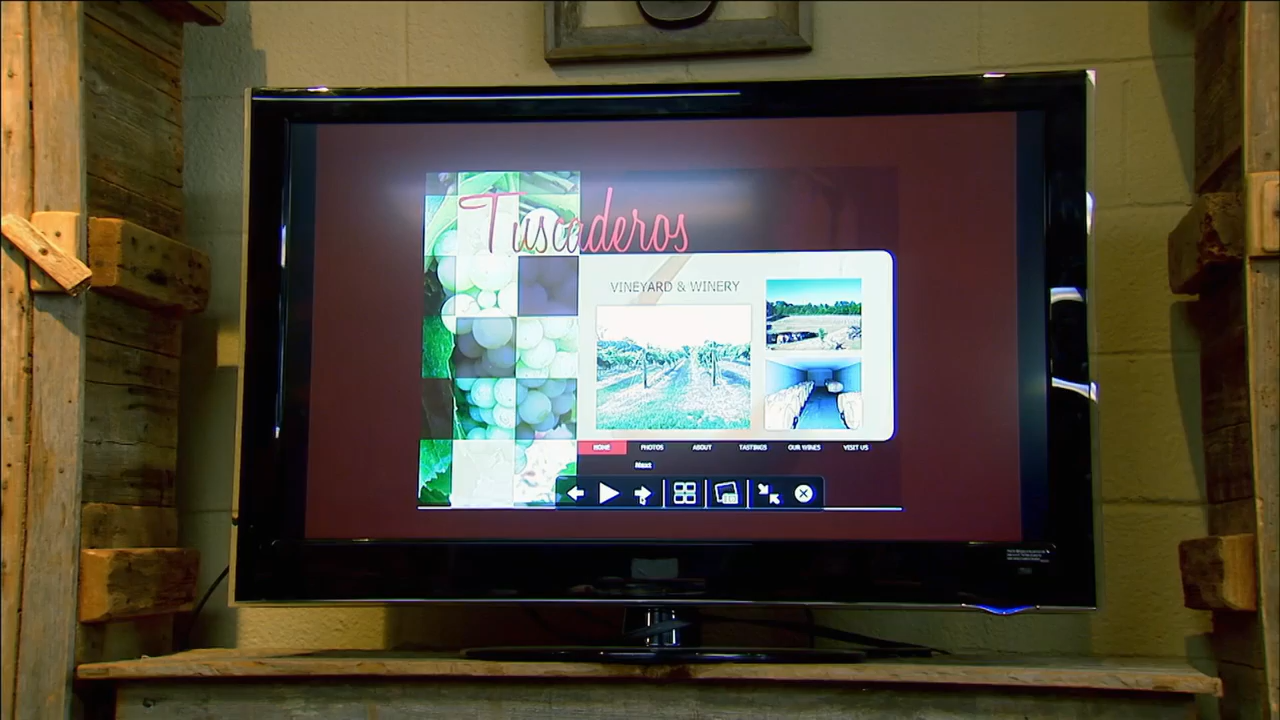 Tuscaderos
VINEYARD & WINERY
HOME PHOTOS ABOUT TASTINGS OUR WINES VISIT US
Next